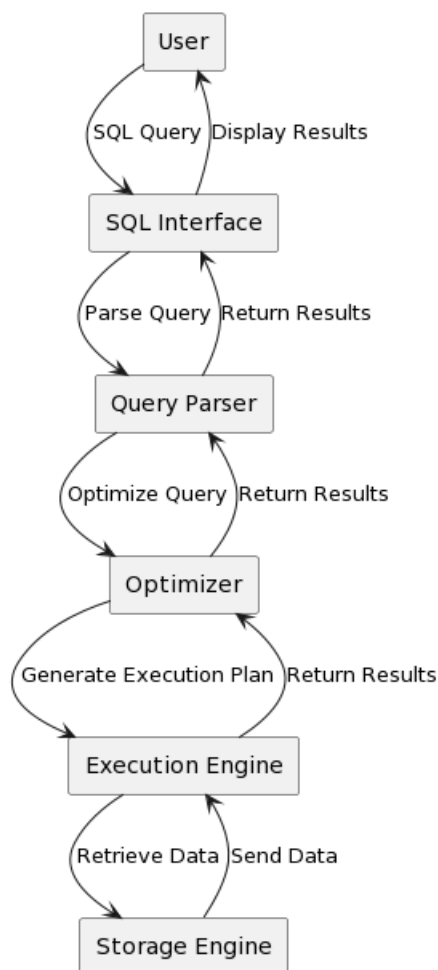 User
SQL Query
Display Results
SQL Interface
Parse Query
Return Results
Query Parser
Optimize Query
Return Results
Optimizer
Generate Execution Plan
Return Results
Execution Engine
Retrieve Data
Send Data
Storage Engine